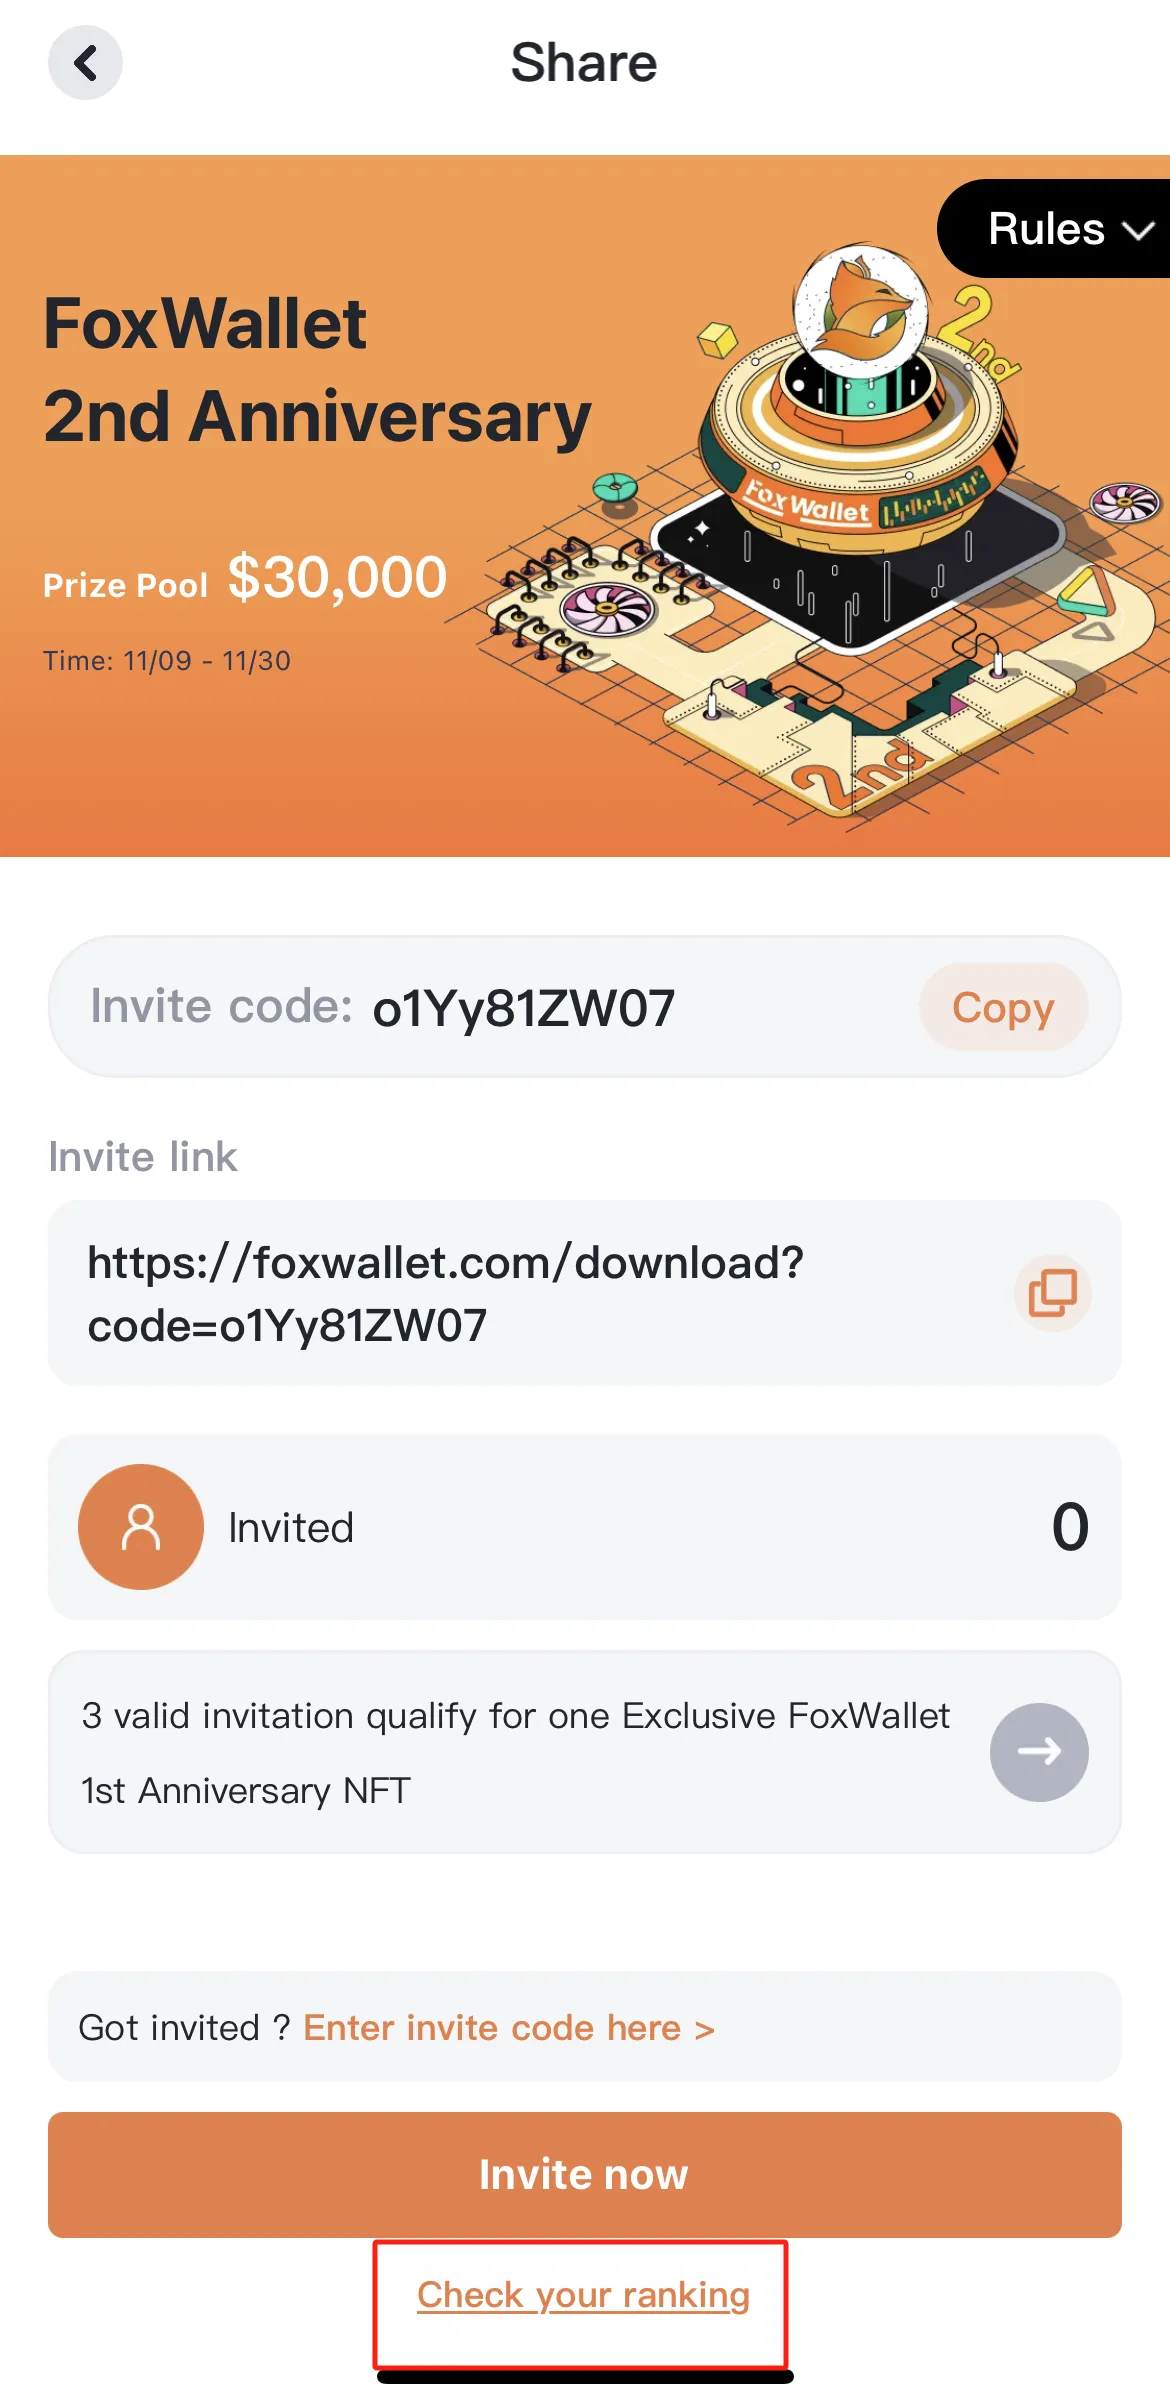 Share
Rules
FoxWallet
2nd Anniversary
2nd
FoxWallet
Prize Pool $30,000
Time: 11/09 - 11/30
2nd
Invite code: o1Yy81ZW07
Copy
Invite link
https://foxwallet.com/download?
code=o1Yy81ZW07
Invited
0
3 valid invitation qualify for one Exclusive FoxWallet
1st Anniversary NFT
Got invited ? Enter invite code here >
Invite now
Check your ranking